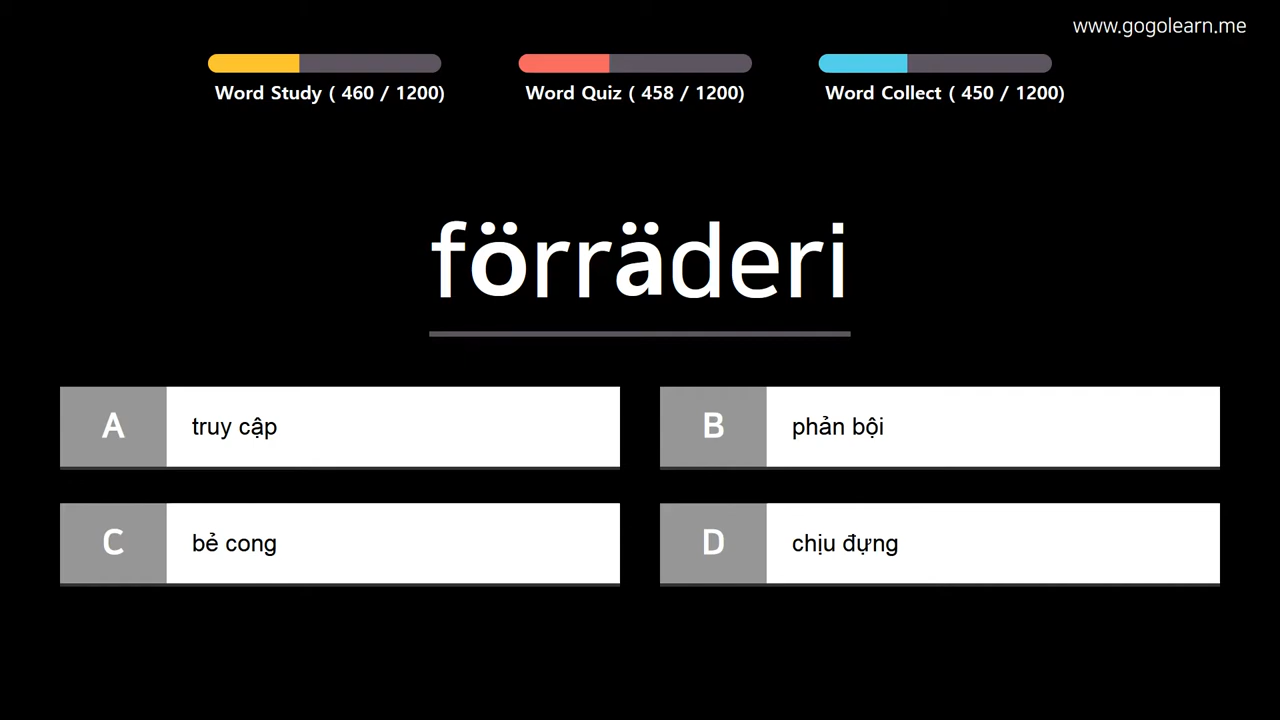 www.gogolearn.me
Word Study ( 460 / 1200)
Word Quiz ( 458 / 1200)
Word Collect ( 450 / 1200)
förräderi
A truy cập
B phản bội
C bẻ cong
D chịu đựng